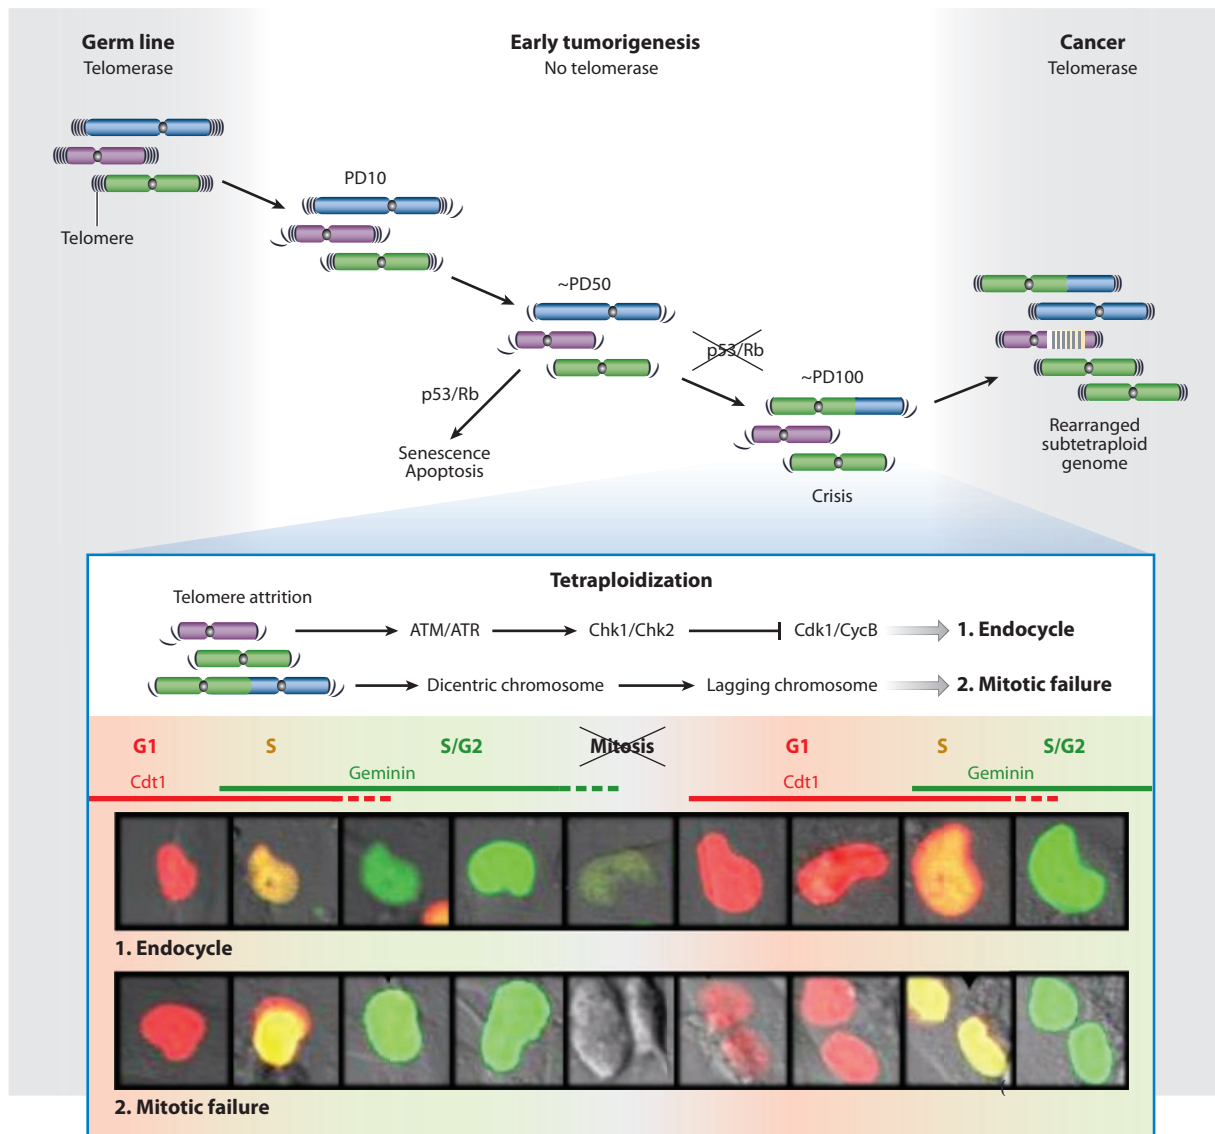 Germ line
Telomerase
Early tumorigenesis
No telomerase
Cancer
Telomerase
Telomere
PD10
~PD50
p53/Rb
Senescence
Apoptosis
p53/Rb
~PD100
Crisis
Rearranged
subtetraploid
genome
Tetraploidization
Telomere attrition
ATM/ATR
Chk1/Chk2
Cdk1/CycB
1. Endocycle
Dicentric chromosome
Lagging chromosome
2. Mitotic failure
G1
S
S/G2
Mitosis
G1
S
S/G2
Cdt1
Geminin
Cdt1
Geminin
1. Endocycle
2. Mitotic failure